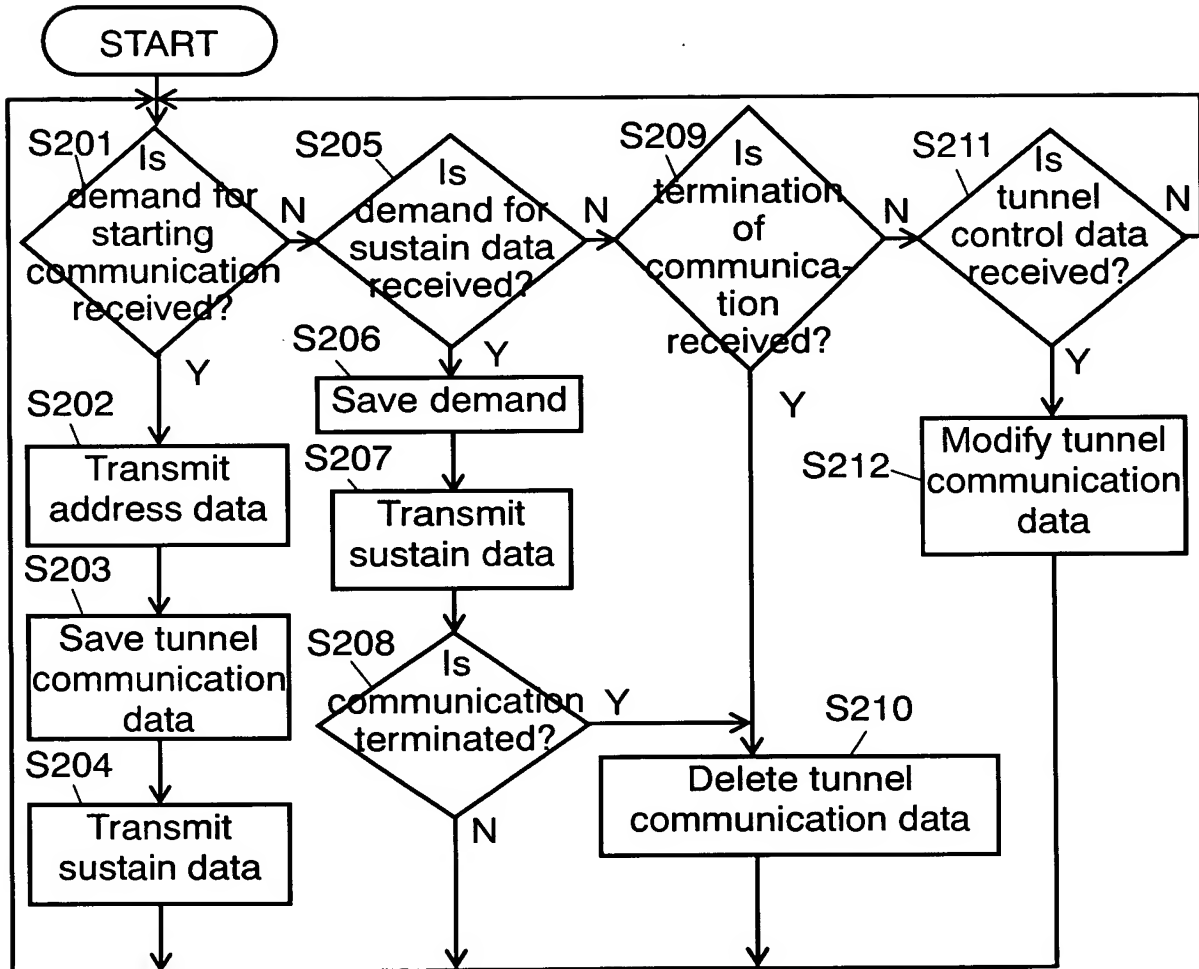 START
S201
Is
demand for
starting
communication
received?
N
Y
S202
Transmit
address data
S203
Save tunnel
communication
data
S204
Transmit
sustain data
S205
Is
demand for
sustain data
received?
N
Y
S206
Save demand
S207
Transmit
sustain data
S208
Is
communication
terminated?
Y
N
S209
Is
termination
of
communica-
tion
received?
N
Y
S210
Delete tunnel
communication data
S211
Is
tunnel
control data
received?
N
Y
S212
Modify tunnel
communication
data